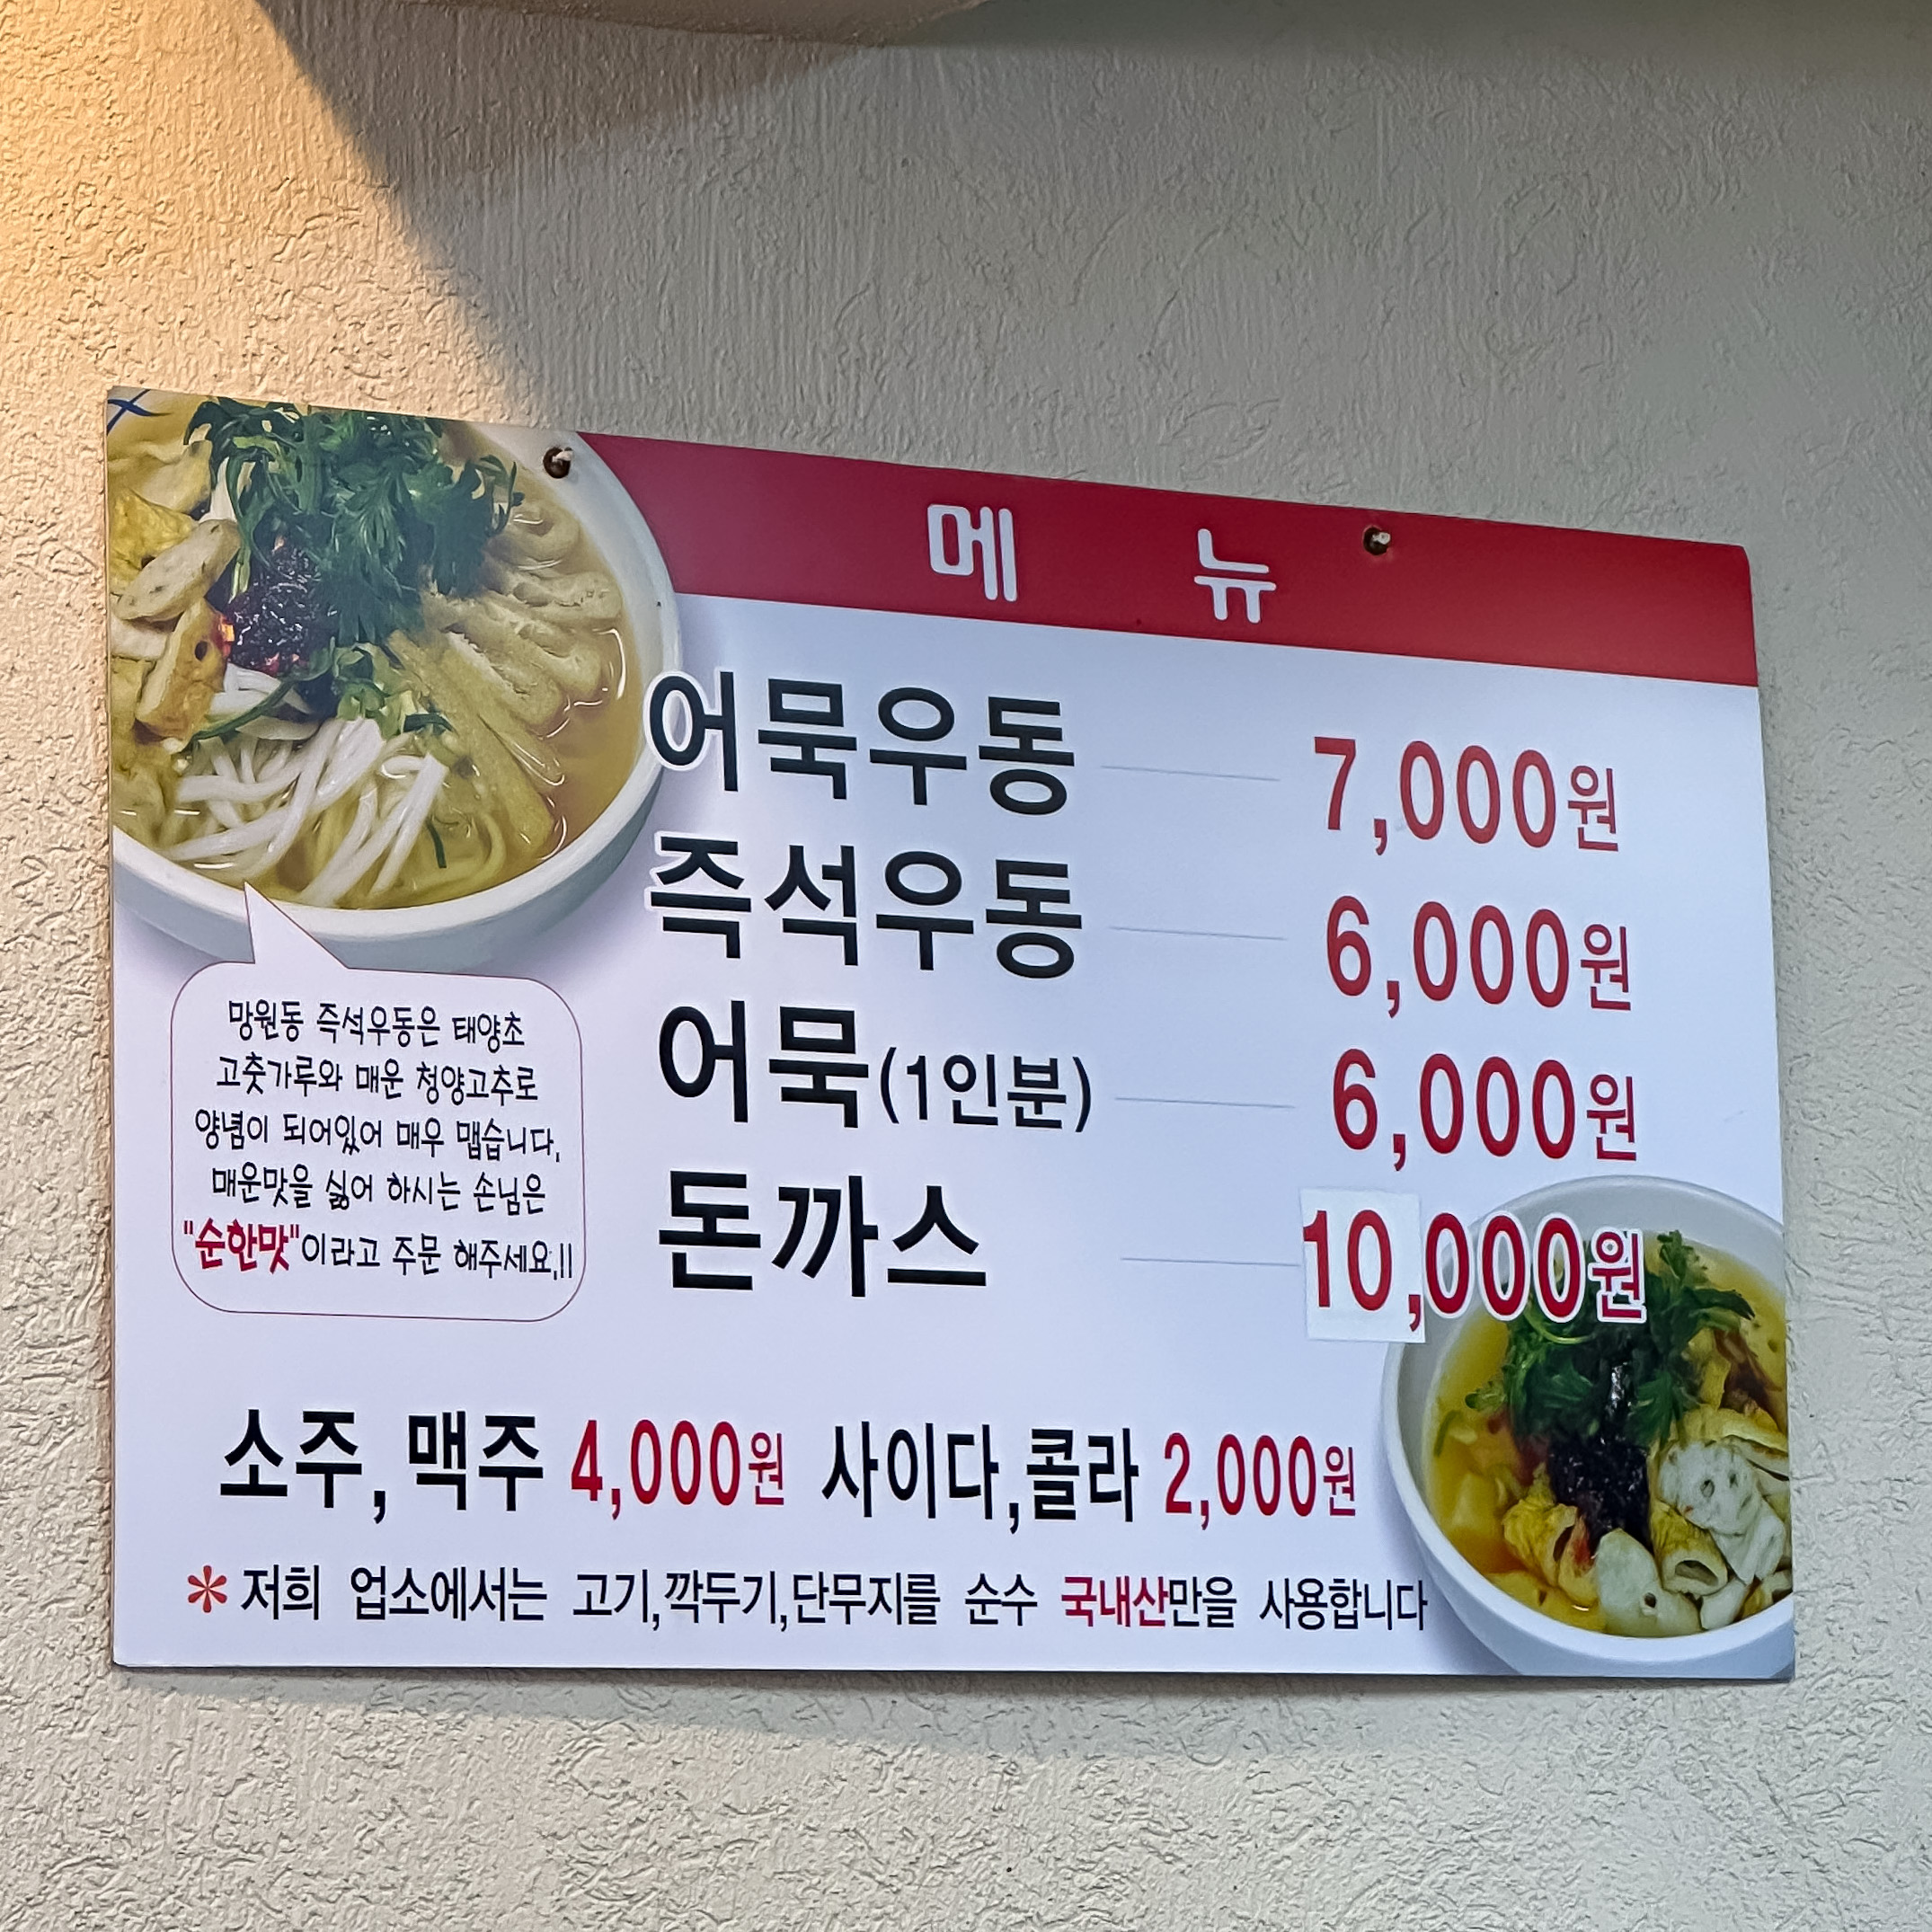 메 뉴
어묵우동 7,000원
즉석우동 6,000원
어묵(1인분) 6,000원
돈까스 10,000원
망원동 즉석우동은 태양초
고춧가루와 매운 청양고추로
양념이 되어있어 매우 맵습니다.
매운맛을 싫어 하시는 손님은
"순한맛"이라고 주문 해주세요.!!
소주, 맥주 4,000원 사이다,콜라 2,000원
*저희 업소에서는 고기,깍두기,단무지를 순수 국내산만을 사용합니다